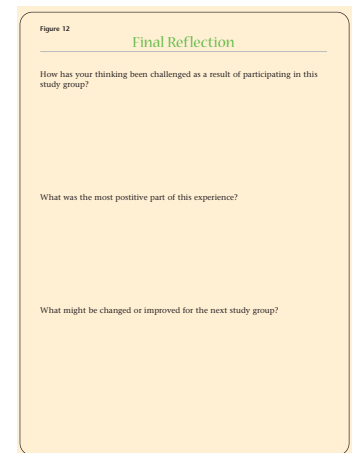 Figure 12
Final Reflection
How has your thinking been challenged as a result of participating in this
study group?
What was the most postitive part of this experience?
What might be changed or improved for the next study group?